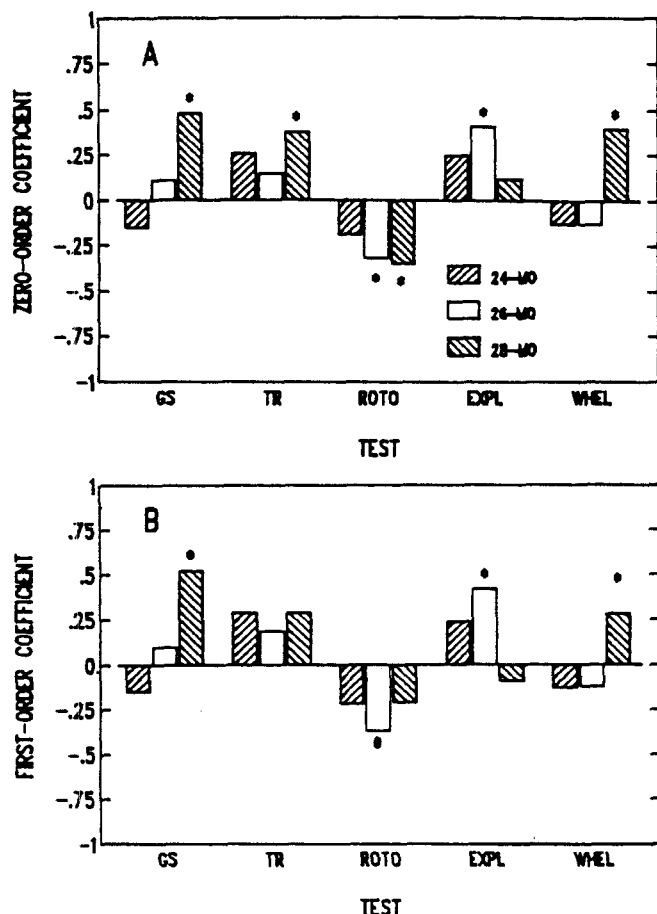 A
ZERO-ORDER COEFFICIENT
1
.75
.5
.25
0
-.25
-.5
-.75
-1
*
*
*
*
* *
24-MO
26-MO
28-MO
GS TR ROTO EXPL WHEL
TEST
B
FIRST-ORDER COEFFICIENT
1
.75
.5
.25
0
-.25
-.5
-.75
-1
*
*
*
*
GS TR ROTO EXPL WHEL
TEST